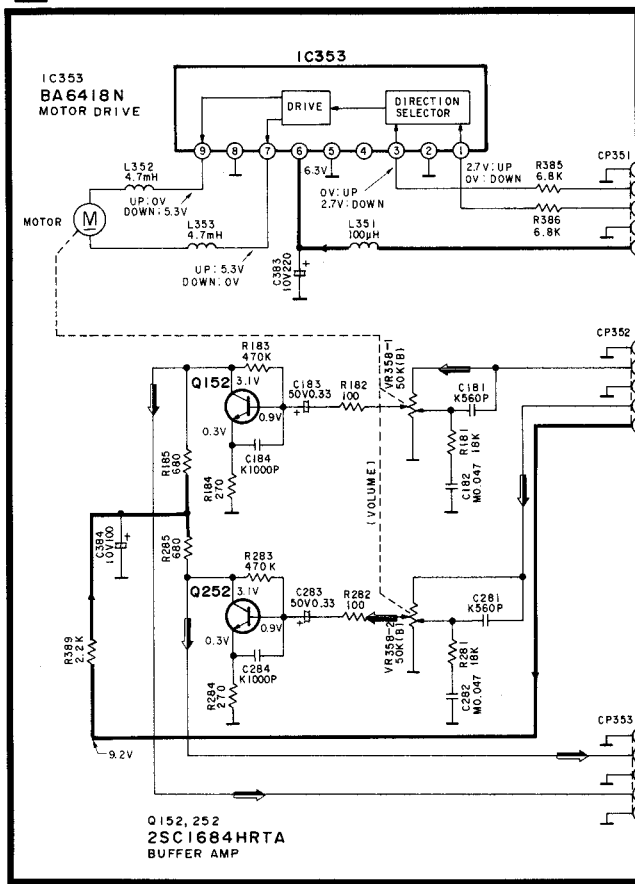 IC353
IC353
BA6418N
MOTOR DRIVE
DRIVE
DIRECTION
SELECTOR
9
8
7
6
5
4
3
2
1
CP351
6.3V
L352
4.7mH
UP:0V
DOWN:5.3V
0V:UP
2.7V:DOWN
2.7V:UP
0V:DOWN
R385
6.8K
MOTOR
M
L353
4.7mH
L351
100μH
R386
6.8K
UP:5.3V
DOWN:0V
C383
10V220
+
CP352
R183
470K
VR358-1
50K(B)
Q152
3.1V
C183
50V0.33
R182
100
C181
K560P
0.9V
+
0.3V
R181
18K
C184
K1000P
R185
680
R184
270
C182
M0.047
(VOLUME)
C384
10V100
+
R285
680
R283
470K
Q252
3.1V
C283
50V0.33
R282
100
C281
K560P
0.9V
+
0.3V
VR358-2
50K(B)
R281
18K
R389
2.2K
C284
K1000P
R284
270
C282
M0.047
CP353
9.2V
Q152,252
2SC1684HRTA
BUFFER AMP